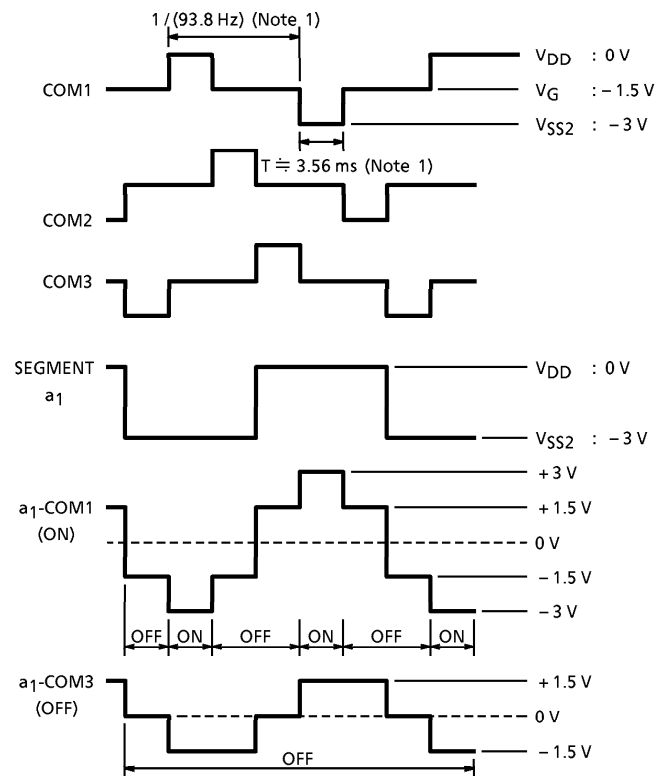 1 / (93.8 Hz) (Note 1)
COM1
VDD : 0 V
VG : – 1.5 V
VSS2 : – 3 V
T ≒ 3.56 ms (Note 1)
COM2
COM3
SEGMENT
a1
VDD : 0 V
VSS2 : – 3 V
a1-COM1
(ON)
+ 3 V
+ 1.5 V
0 V
– 1.5 V
– 3 V
OFF ON OFF ON OFF ON
a1-COM3
(OFF)
+ 1.5 V
0 V
– 1.5 V
OFF